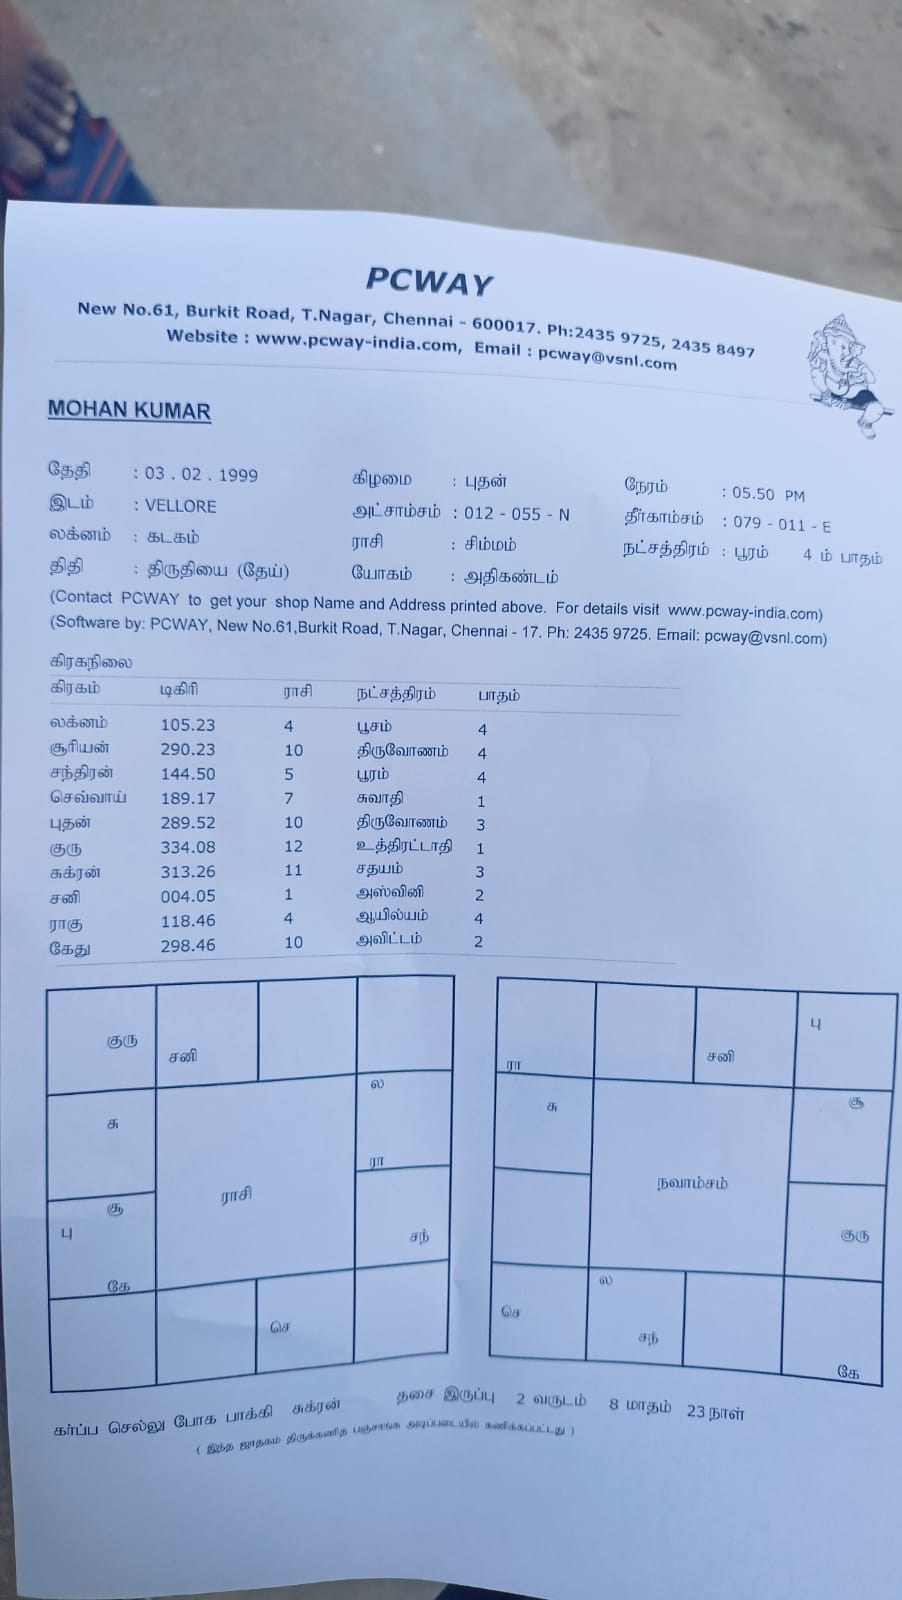 PCWAY
New No.61, Burkit Road, T.Nagar, Chennai - 600017. Ph:2435 9725, 2435 8497
Website : www.pcway-india.com, Email : pcway@vsnl.com
MOHAN KUMAR
தேதி : 03 . 02 . 1999 கிழமை : புதன் நேரம் : 05.50 PM
இடம் : VELLORE அட்சாம்சம் : 012 - 055 - N தீர்காம்சம் : 079 - 011 - E
லக்னம் : கடகம் ராசி : சிம்மம் நட்சத்திரம் : பூரம் 4 ம் பாதம்
திதி : திருதியை (தேய்) யோகம் : அதிகண்டம்
(Contact PCWAY to get your shop Name and Address printed above. For details visit www.pcway-india.com)
(Software by: PCWAY, New No.61,Burkit Road, T.Nagar, Chennai - 17. Ph: 2435 9725. Email: pcway@vsnl.com)
கிரகநிலை
கிரகம் டிகிரி ராசி நட்சத்திரம் பாதம்
லக்னம் 105.23 4 பூசம் 4
சூரியன் 290.23 10 திருவோணம் 4
சந்திரன் 144.50 5 பூரம் 4
செவ்வாய் 189.17 7 சுவாதி 1
புதன் 289.52 10 திருவோணம் 3
குரு 334.08 12 உத்திரட்டாதி 1
சுக்ரன் 313.26 11 சதயம் 3
சனி 004.05 1 அஸ்வினி 2
ராகு 118.46 4 ஆயில்யம் 4
கேது 298.46 10 அவிட்டம் 2
குரு சனி
சு ல
ரா
ராசி
சூ
பு சந்
கே
செ
பு
ரா சனி
சு சூ
நவாம்சம்
குரு
ல
செ சந்
கே
கர்ப்ப செல்லு போக பாக்கி சுக்ரன் தசை இருப்பு 2 வருடம் 8 மாதம் 23 நாள்
( இந்த ஜாதகம் திருக்கணித பஞ்சாங்க அடிப்படையில் கணிக்கப்பட்டது )